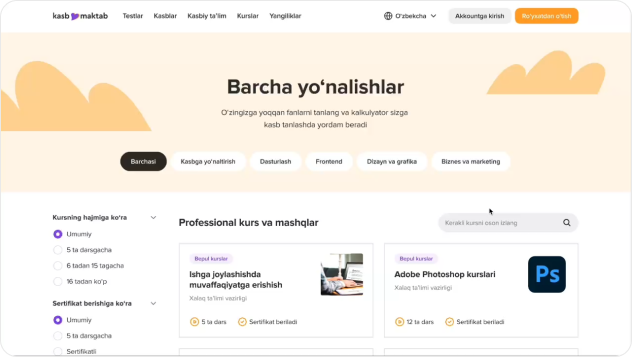 kasb maktab
Testlar
Kasblar
Kasbiy ta'lim
Kurslar
Yangiliklar
O'zbekcha
Akkountga kirish
Ro'yxatdan o'tish
Barcha yo'nalishlar
O'zingizga yoqqan fanlarni tanlang va kalkulyator sizga
kasb tanlashda yordam beradi
Barchasi
Kasbga yo'naltirish
Dasturlash
Frontend
Dizayn va grafika
Biznes va marketing
Kursning hajmiga ko'ra
Umumiy
5 ta darsgacha
6 tadan 15 tagacha
16 tadan ko'p
Sertifikat berishiga ko'ra
Umumiy
5 ta darsgacha
Sertifikatli
Professional kurs va mashqlar
Kerakli kursni oson izlang
Bepul kurslar
Ishga joylashishda
muvaffaqiyatga erishish
Xalq ta'limi vazirligi
5 ta dars
Sertifikat beriladi
Bepul kurslar
Adobe Photoshop kurslari
Xalq ta'limi vazirligi
Ps
12 ta dars
Sertifikat beriladi